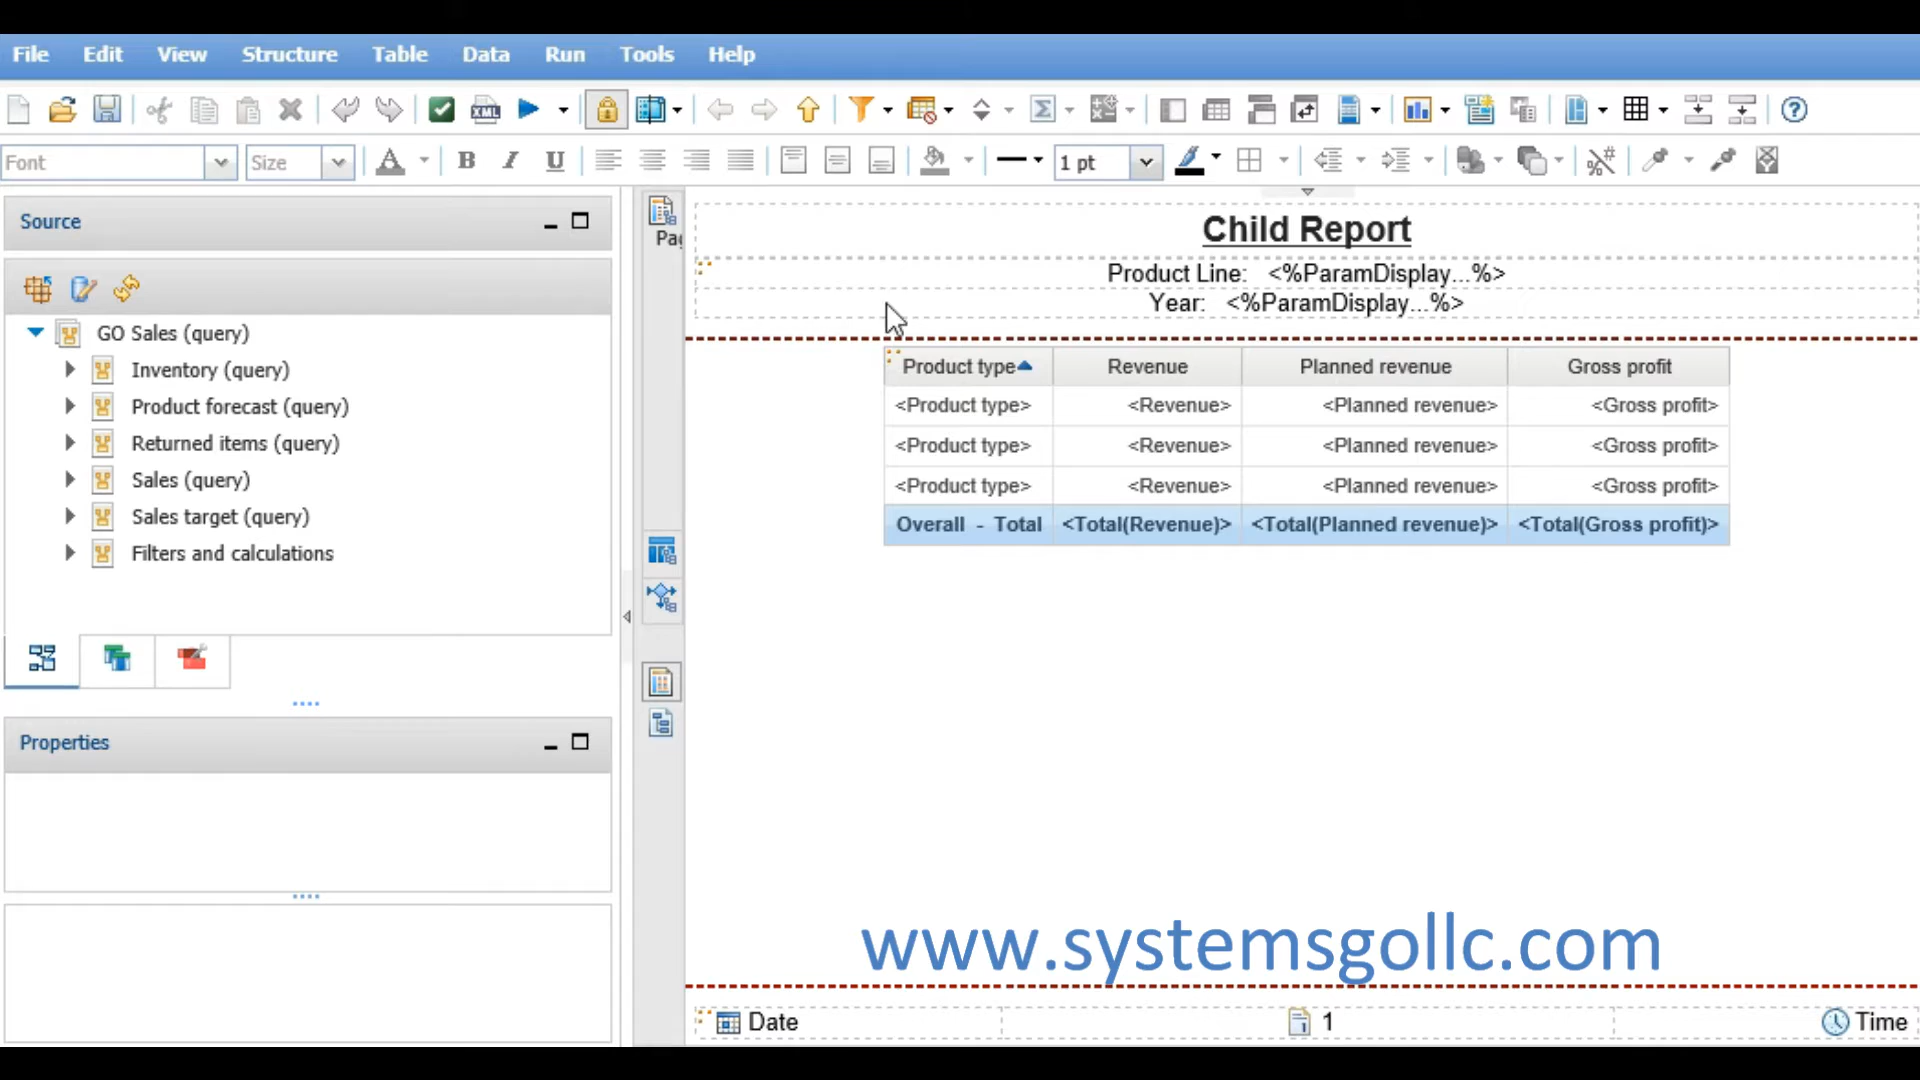 File Edit View Structure Table Data Run Tools Help
Font Size 1 pt
Source
GO Sales (query)
Inventory (query)
Product forecast (query)
Returned items (query)
Sales (query)
Sales target (query)
Filters and calculations
Properties
Pag
Child Report
Product Line: <%ParamDisplay...%>
Year: <%ParamDisplay...%>
Product type Revenue Planned revenue Gross profit
<Product type> <Revenue> <Planned revenue> <Gross profit>
<Product type> <Revenue> <Planned revenue> <Gross profit>
<Product type> <Revenue> <Planned revenue> <Gross profit>
Overall - Total <Total(Revenue)> <Total(Planned revenue)> <Total(Gross profit)>
www.systemsgollc.com
Date 1 Time